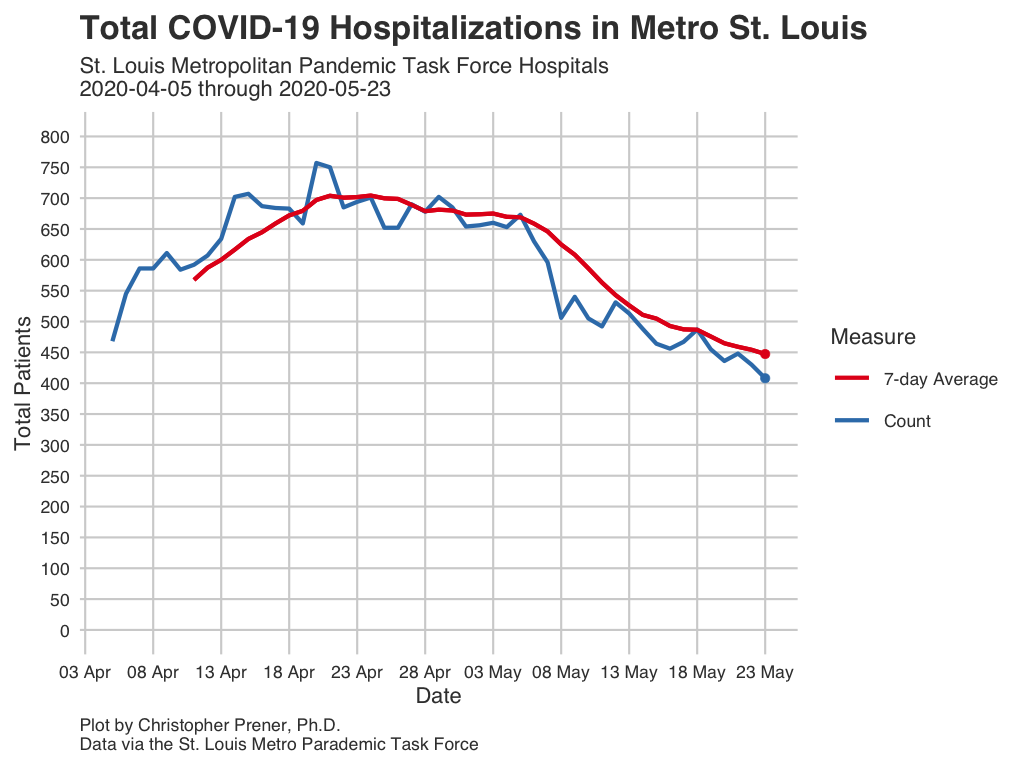 Total COVID-19 Hospitalizations in Metro St. Louis
St. Louis Metropolitan Pandemic Task Force Hospitals
2020-04-05 through 2020-05-23
800
750
700
650
600
550
500
450
400
350
300
250
200
150
100
50
0
Total Patients
03 Apr 08 Apr 13 Apr 18 Apr 23 Apr 28 Apr 03 May 08 May 13 May 18 May 23 May
Date
Measure
7-day Average
Count
Plot by Christopher Prener, Ph.D.
Data via the St. Louis Metro Parademic Task Force